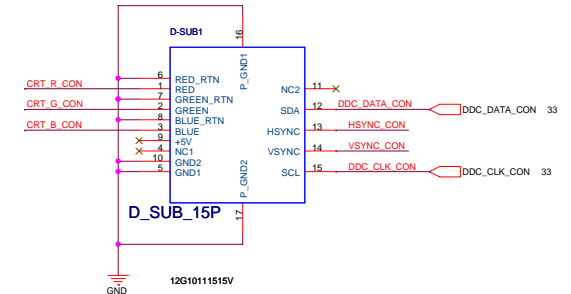 D-SUB1
16
P_GND1
6 RED_RTN
CRT_R_CON 1 RED
7 GREEN_RTN
CRT_G_CON 2 GREEN
8 BLUE_RTN
CRT_B_CON 3 BLUE
9 +5V
4 NC1
10 GND2
5 GND1
NC2 11
SDA 12 DDC_DATA_CON DDC_DATA_CON 33
HSYNC 13 HSYNC_CON
VSYNC 14 VSYNC_CON
SCL 15 DDC_CLK_CON DDC_CLK_CON 33
P_GND2
17
D_SUB_15P
12G10111515V
GND